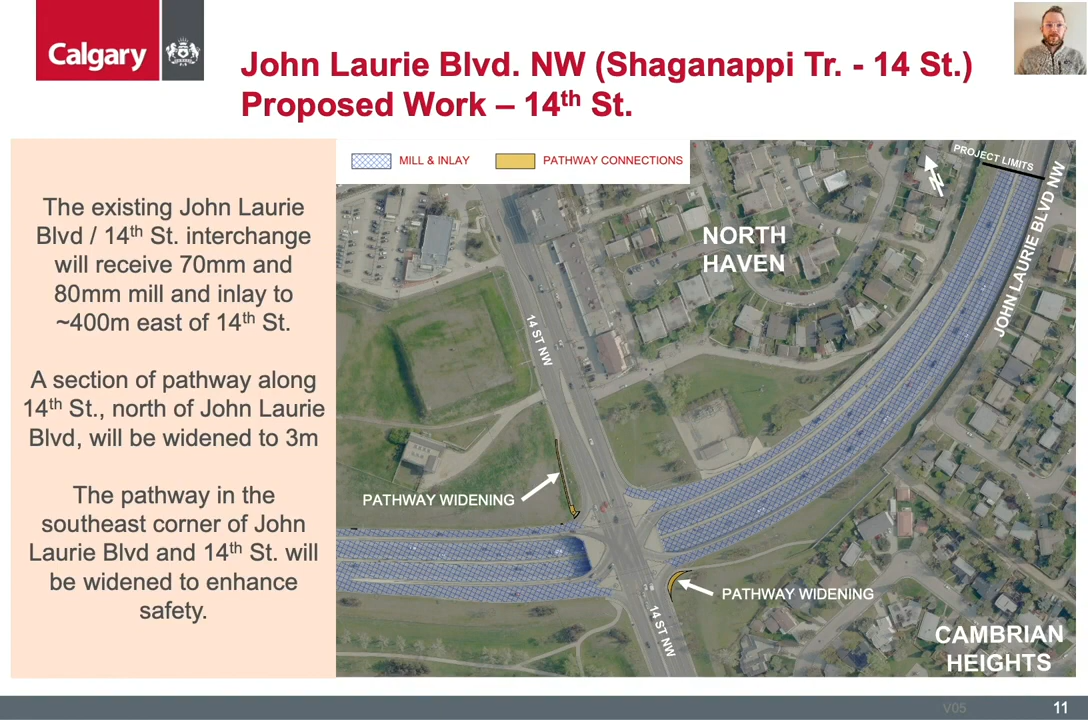 Calgary
John Laurie Blvd. NW (Shaganappi Tr. - 14 St.)
Proposed Work – 14th St.
The existing John Laurie
Blvd / 14th St. interchange
will receive 70mm and
80mm mill and inlay to
~400m east of 14th St.
A section of pathway along
14th St., north of John Laurie
Blvd, will be widened to 3m
The pathway in the
southeast corner of John
Laurie Blvd and 14th St. will
be widened to enhance
safety.
MILL & INLAY
PATHWAY CONNECTIONS
PROJECT LIMITS
N
JOHN LAURIE BLVD NW
NORTH
HAVEN
14 ST NW
PATHWAY WIDENING
PATHWAY WIDENING
14 ST NW
CAMBRIAN
HEIGHTS
V05
11